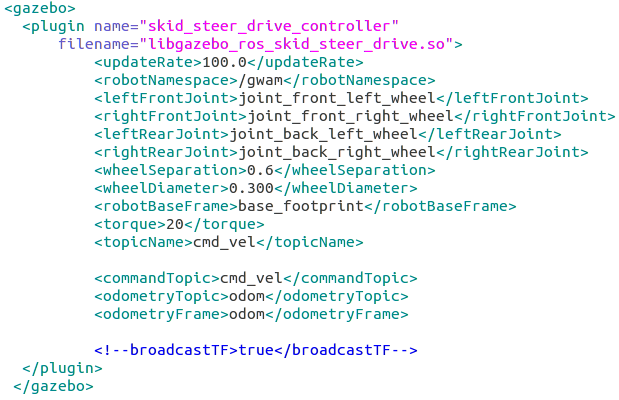 <gazebo>
<plugin name="skid_steer_drive_controller"
filename="libgazebo_ros_skid_steer_drive.so">
<updateRate>100.0</updateRate>
<robotNamespace>/gwam</robotNamespace>
<leftFrontJoint>joint_front_left_wheel</leftFrontJoint>
<rightFrontJoint>joint_front_right_wheel</rightFrontJoint>
<leftRearJoint>joint_back_left_wheel</leftRearJoint>
<rightRearJoint>joint_back_right_wheel</rightRearJoint>
<wheelSeparation>0.6</wheelSeparation>
<wheelDiameter>0.300</wheelDiameter>
<robotBaseFrame>base_footprint</robotBaseFrame>
<torque>20</torque>
<topicName>cmd_vel</topicName>
<commandTopic>cmd_vel</commandTopic>
<odometryTopic>odom</odometryTopic>
<odometryFrame>odom</odometryFrame>
<!--broadcastTF>true</broadcastTF-->
</plugin>
</gazebo>